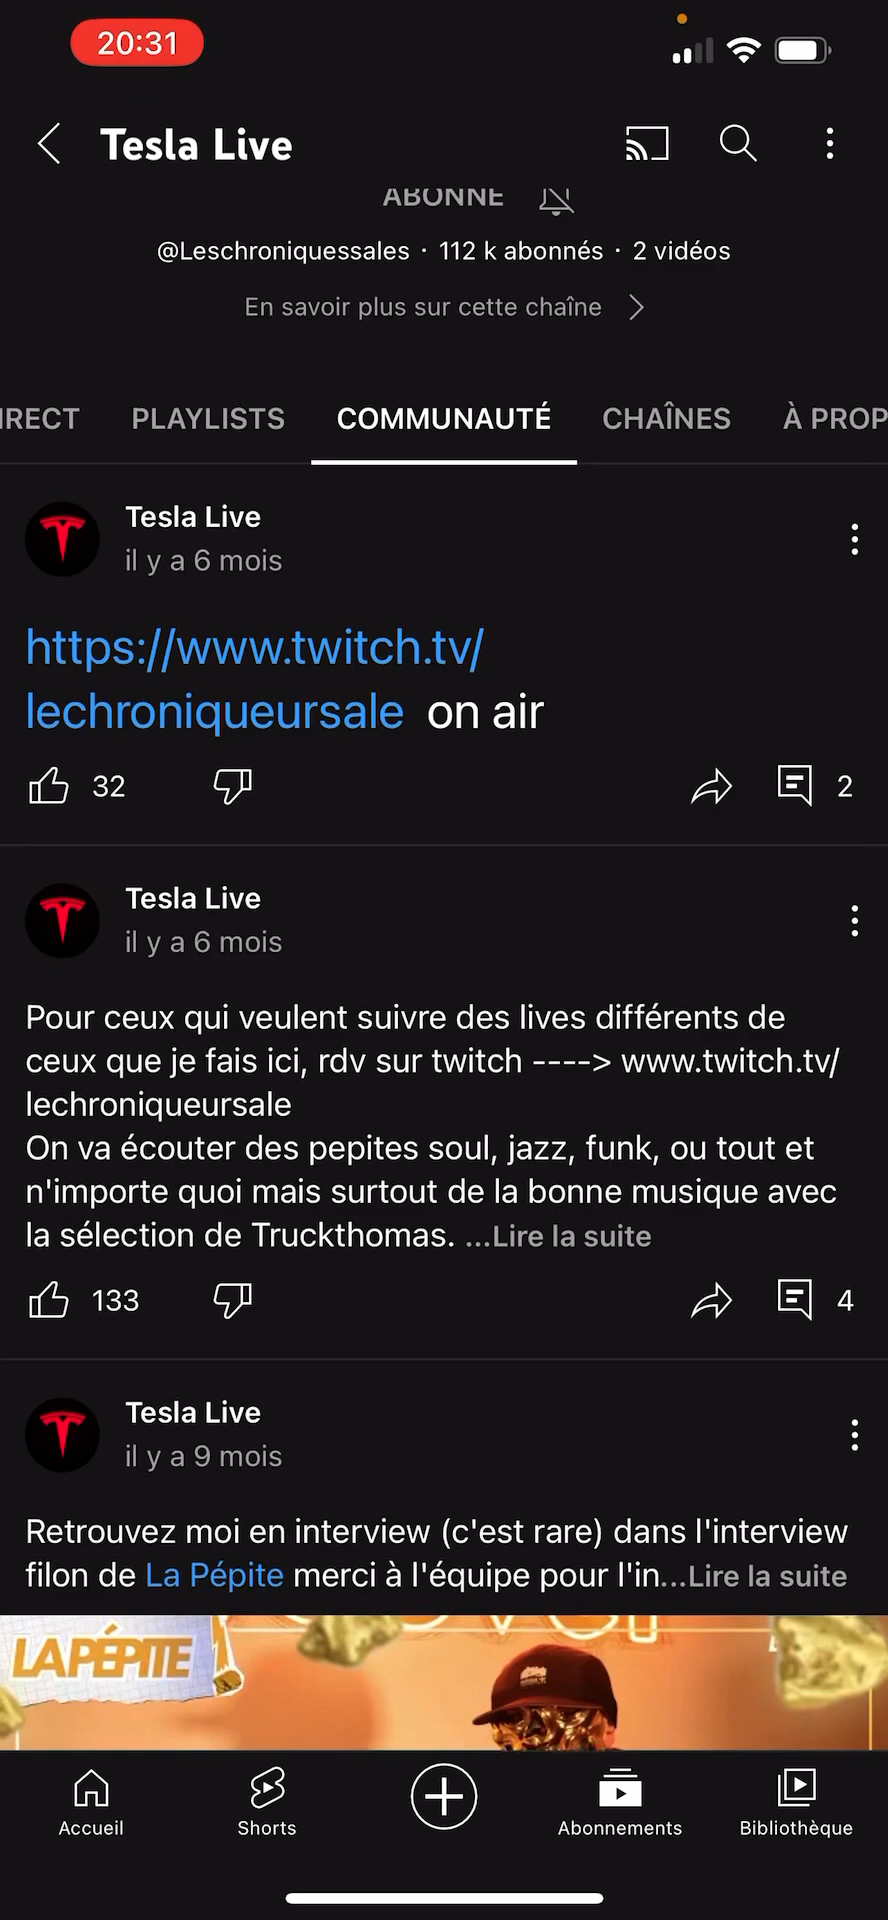 20:31
Tesla Live
ABONNÉ
@Leschroniquessales · 112 k abonnés · 2 vidéos
En savoir plus sur cette chaîne
IRECT PLAYLISTS COMMUNAUTÉ CHAÎNES À PROP
Tesla Live
il y a 6 mois
https://www.twitch.tv/
lechroniqueursale on air
32 2
Tesla Live
il y a 6 mois
Pour ceux qui veulent suivre des lives différents de
ceux que je fais ici, rdv sur twitch ----> www.twitch.tv/
lechroniqueursale
On va écouter des pepites soul, jazz, funk, ou tout et
n'importe quoi mais surtout de la bonne musique avec
la sélection de Truckthomas. ...Lire la suite
133 4
Tesla Live
il y a 9 mois
Retrouvez moi en interview (c'est rare) dans l'interview
filon de La Pépite merci à l'équipe pour l'in...Lire la suite
LA PÉPITE
Accueil Shorts Abonnements Bibliothèque